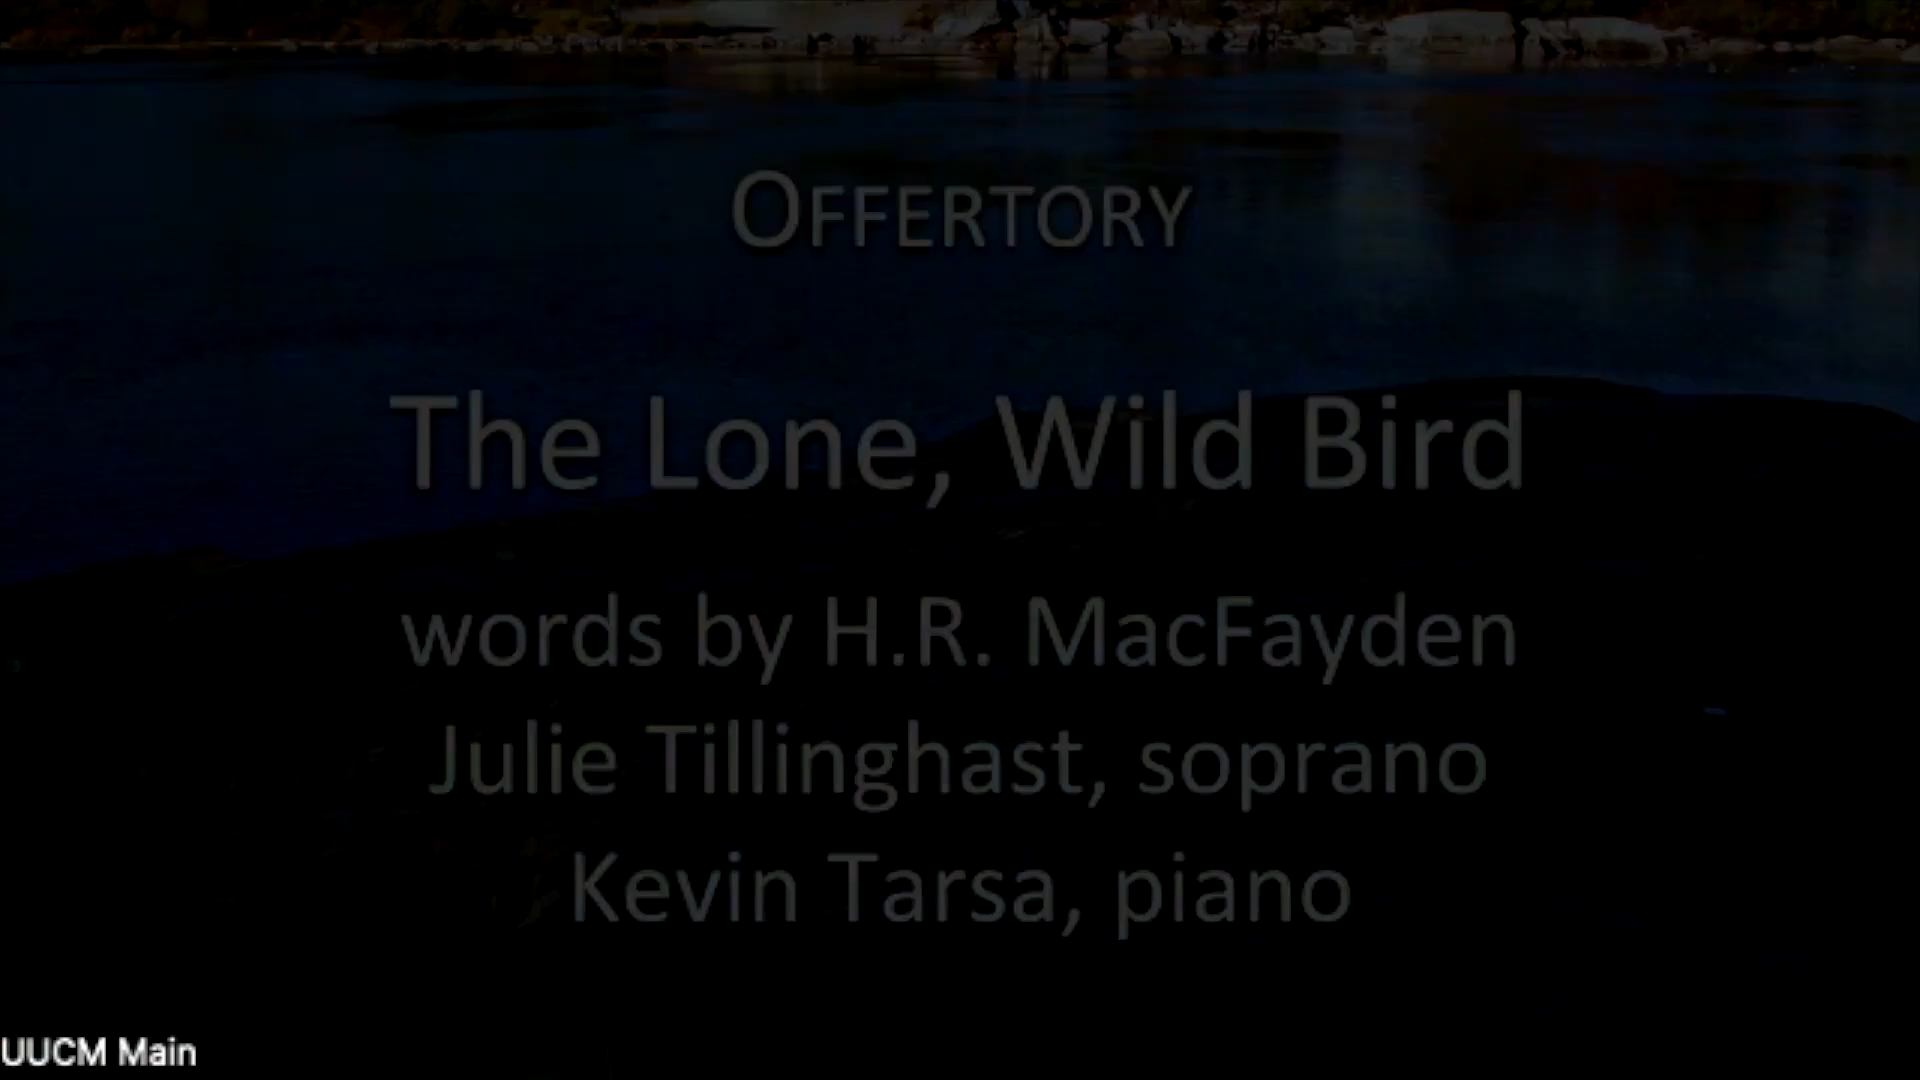 OFFERTORY
The Lone, Wild Bird
words by H.R. MacFayden
Julie Tillinghast, soprano
Kevin Tarsa, piano
UUCM Main